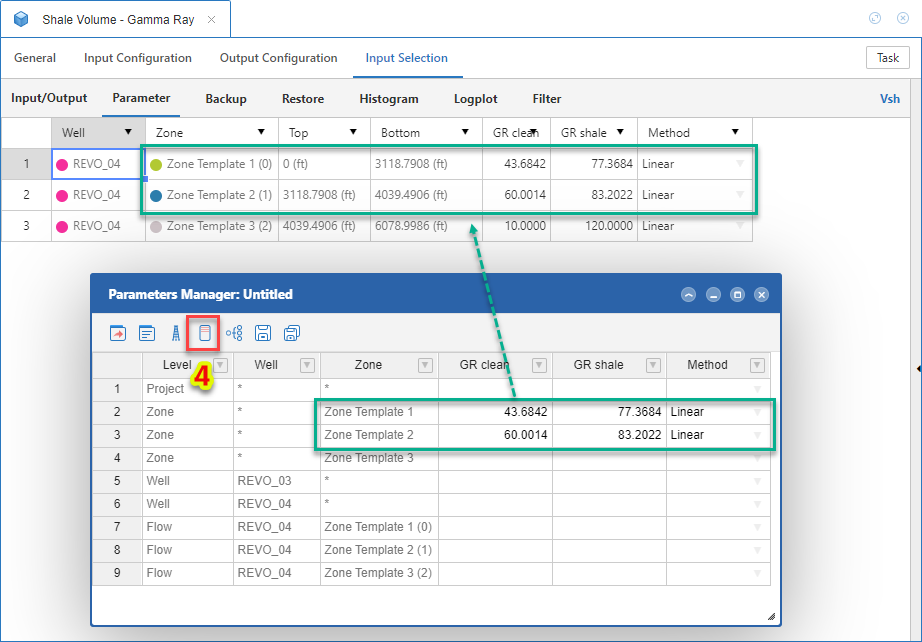 Shale Volume - Gamma Ray
General Input Configuration Output Configuration Input Selection Task
Input/Output Parameter Backup Restore Histogram Logplot Filter Vsh
Well Zone Top Bottom GR clean GR shale Method
1 REVO_04 Zone Template 1 (0) 0 (ft) 3118.7908 (ft) 43.6842 77.3684 Linear
2 REVO_04 Zone Template 2 (1) 3118.7908 (ft) 4039.4906 (ft) 60.0014 83.2022 Linear
3 REVO_04 Zone Template 3 (2) 4039.4906 (ft) 6078.9986 (ft) 10.0000 120.0000 Linear
Parameters Manager: Untitled
Level Well Zone GR clean GR shale Method
4
1 Project * *
2 Zone * Zone Template 1 43.6842 77.3684 Linear
3 Zone * Zone Template 2 60.0014 83.2022 Linear
4 Zone * Zone Template 3
5 Well REVO_03 *
6 Well REVO_04 *
7 Flow REVO_04 Zone Template 1 (0)
8 Flow REVO_04 Zone Template 2 (1)
9 Flow REVO_04 Zone Template 3 (2)